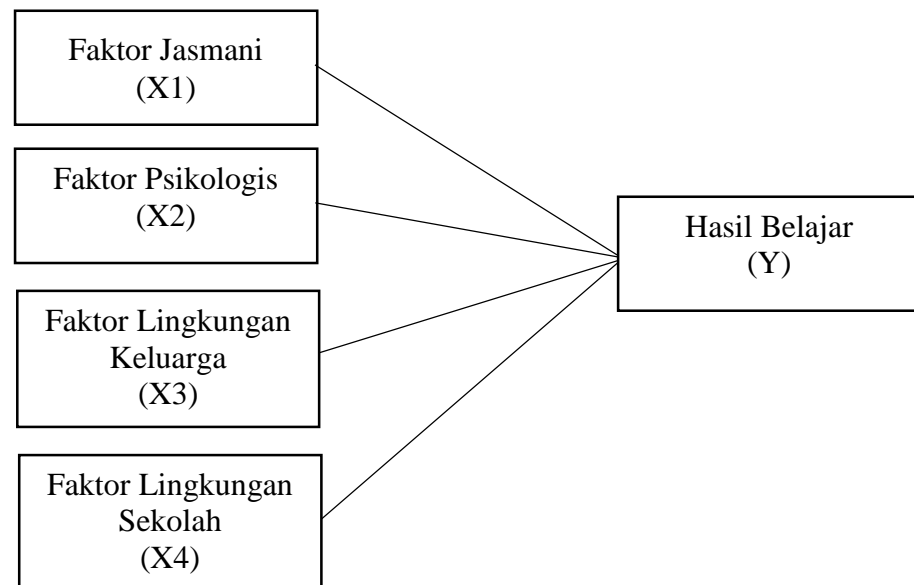 Faktor Jasmani
(X1)
Faktor Psikologis
(X2)
Hasil Belajar
(Y)
Faktor Lingkungan
Keluarga
(X3)
Faktor Lingkungan
Sekolah
(X4)